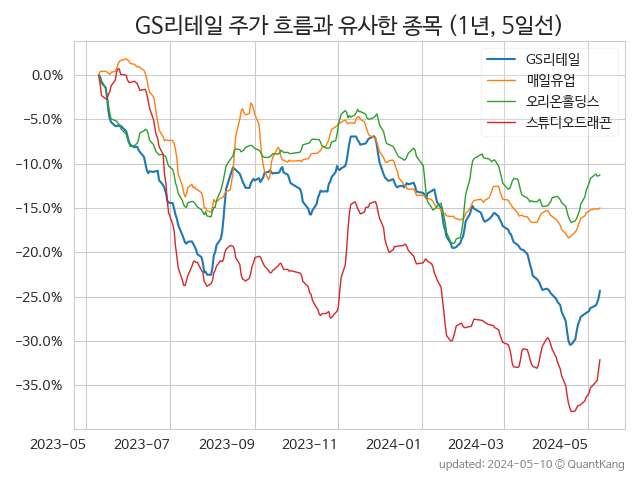 GS리테일 주가 흐름과 유사한 종목 (1년, 5일선)
GS리테일
매일유업
오리온홀딩스
스튜디오드래곤
0.0%
−5.0%
−10.0%
−15.0%
−20.0%
−25.0%
−30.0%
−35.0%
2023-05 2023-07 2023-09 2023-11 2024-01 2024-03 2024-05
updated: 2024-05-10 © QuantKang